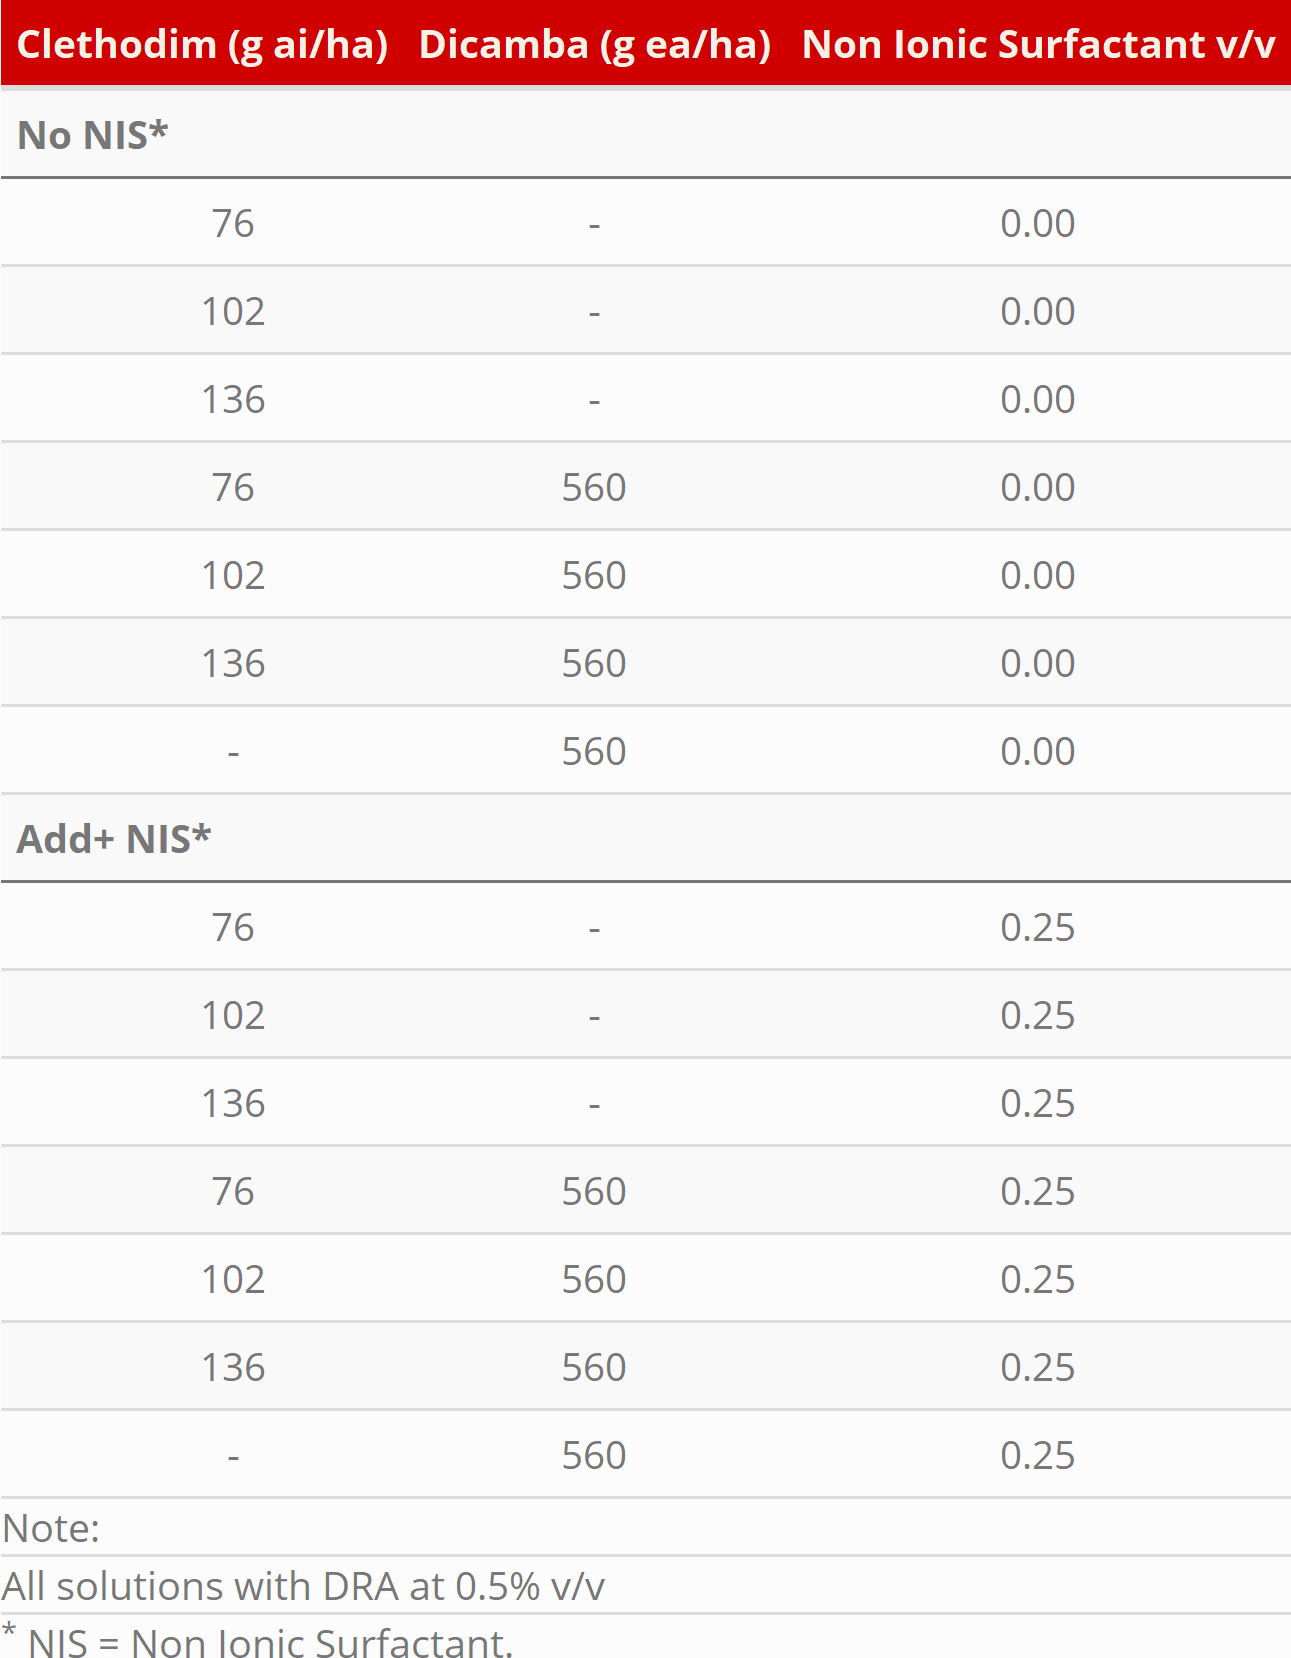 Clethodim (g ai/ha) Dicamba (g ea/ha) Non Ionic Surfactant v/v
No NIS*
76 - 0.00
102 - 0.00
136 - 0.00
76 560 0.00
102 560 0.00
136 560 0.00
- 560 0.00
Add+ NIS*
76 - 0.25
102 - 0.25
136 - 0.25
76 560 0.25
102 560 0.25
136 560 0.25
- 560 0.25
Note:
All solutions with DRA at 0.5% v/v
* NIS = Non Ionic Surfactant.